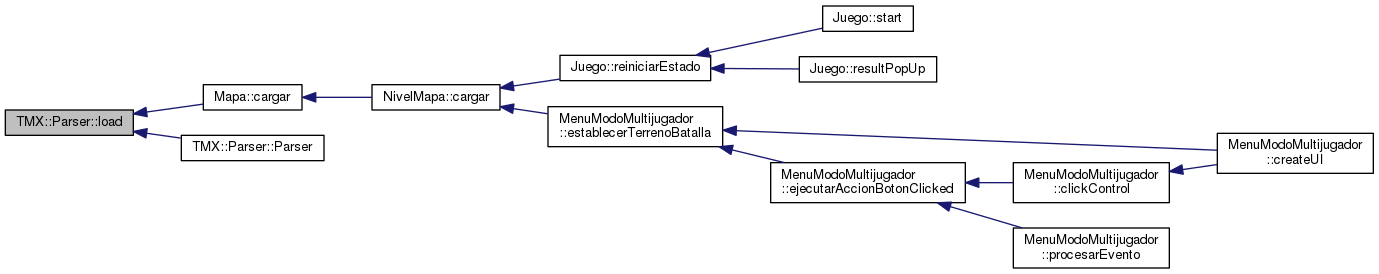 TMX::Parser::load
Mapa::cargar
TMX::Parser::Parser
NivelMapa::cargar
Juego::reiniciarEstado
Juego::start
Juego::resultPopUp
MenuModoMultijugador
::establecerTerrenoBatalla
MenuModoMultijugador
::ejecutarAccionBotonClicked
MenuModoMultijugador
::clickControl
MenuModoMultijugador
::procesarEvento
MenuModoMultijugador
::createUI